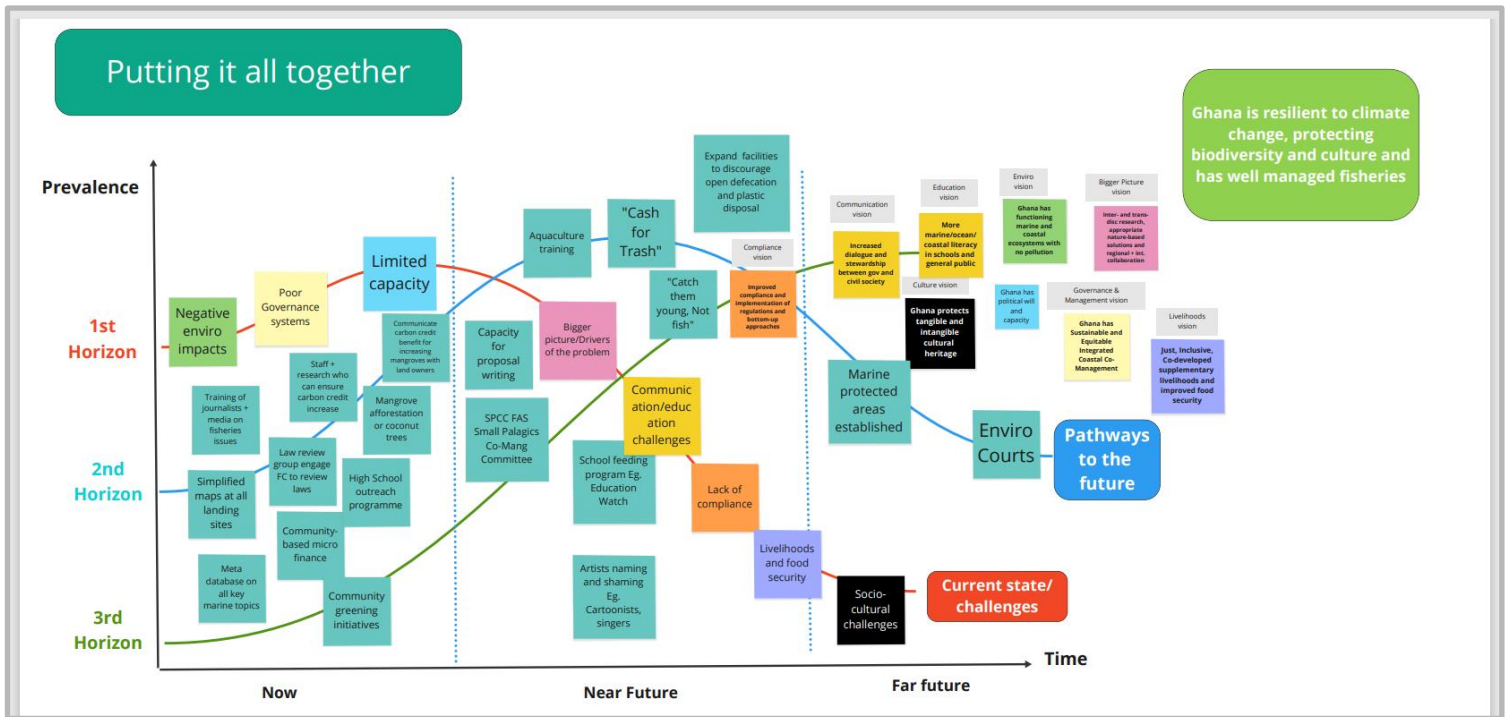 Putting it all together
Ghana is resilient to climate
change, protecting
biodiversity and culture and
has well managed fisheries
Prevalence
1st
Horizon
2nd
Horizon
3rd
Horizon
Negative
enviro
impacts
Poor
Governance
systems
Limited
capacity
Communicate
carbon credit
benefit for
increasing
mangroves with
land owners
Staff +
research who
can ensure
carbon credit
increase
Training of
journalists +
media on
fisheries
issues
Mangrove
afforestation
or coconut
trees
Law review
group engage
FC to review
laws
Simplified
maps at all
landing
sites
High School
outreach
programme
Community-
based micro
finance
Meta
database on
all key
marine topics
Community
greening
initiatives
Aquaculture
training
"Cash
for
Trash"
Expand facilities
to discourage
open defecation
and plastic
disposal
Compliance
vision
Improved
compliance and
implementation of
regulations and
bottom-up
approaches
"Catch
them
young, Not
fish"
Capacity
for
proposal
writing
Bigger
picture/Drivers
of the problem
SPCC FAS
Small Palagics
Co-Mang
Committee
Communic
ation/educ
ation
challenges
School feeding
program Eg.
Education
Watch
Lack of
compliance
Artists naming
and shaming
Eg.
Cartoonists,
singers
Livelihoods
and food
security
Communication
vision
Increased
dialogue and
stewardship
between gov and
civil society
Education
vision
More
marine/ocean/
coastal literacy
in schools and
general public
Enviro
vision
Ghana has
functioning
marine and
coastal
ecosystems with
no pollution
Bigger Picture
vision
Inter- and trans-
disc research,
appropriate
nature-based
solutions and
regional + int.
collaboration
Culture vision
Ghana protects
tangible and
intangible
cultural
heritage
Ghana has
political will
and
capacity
Governance &
Management vision
Ghana has
Sustainable and
Equitable
Integrated
Coastal Co-
Management
Livelihoods
vision
Just, Inclusive,
Co-developed
supplementary
livelihoods and
improved food
security
Marine
protected
areas
established
Enviro
Courts
Pathways
to the
future
Socio-
cultural
challenges
Current state/
challenges
Time
Now
Near Future
Far future